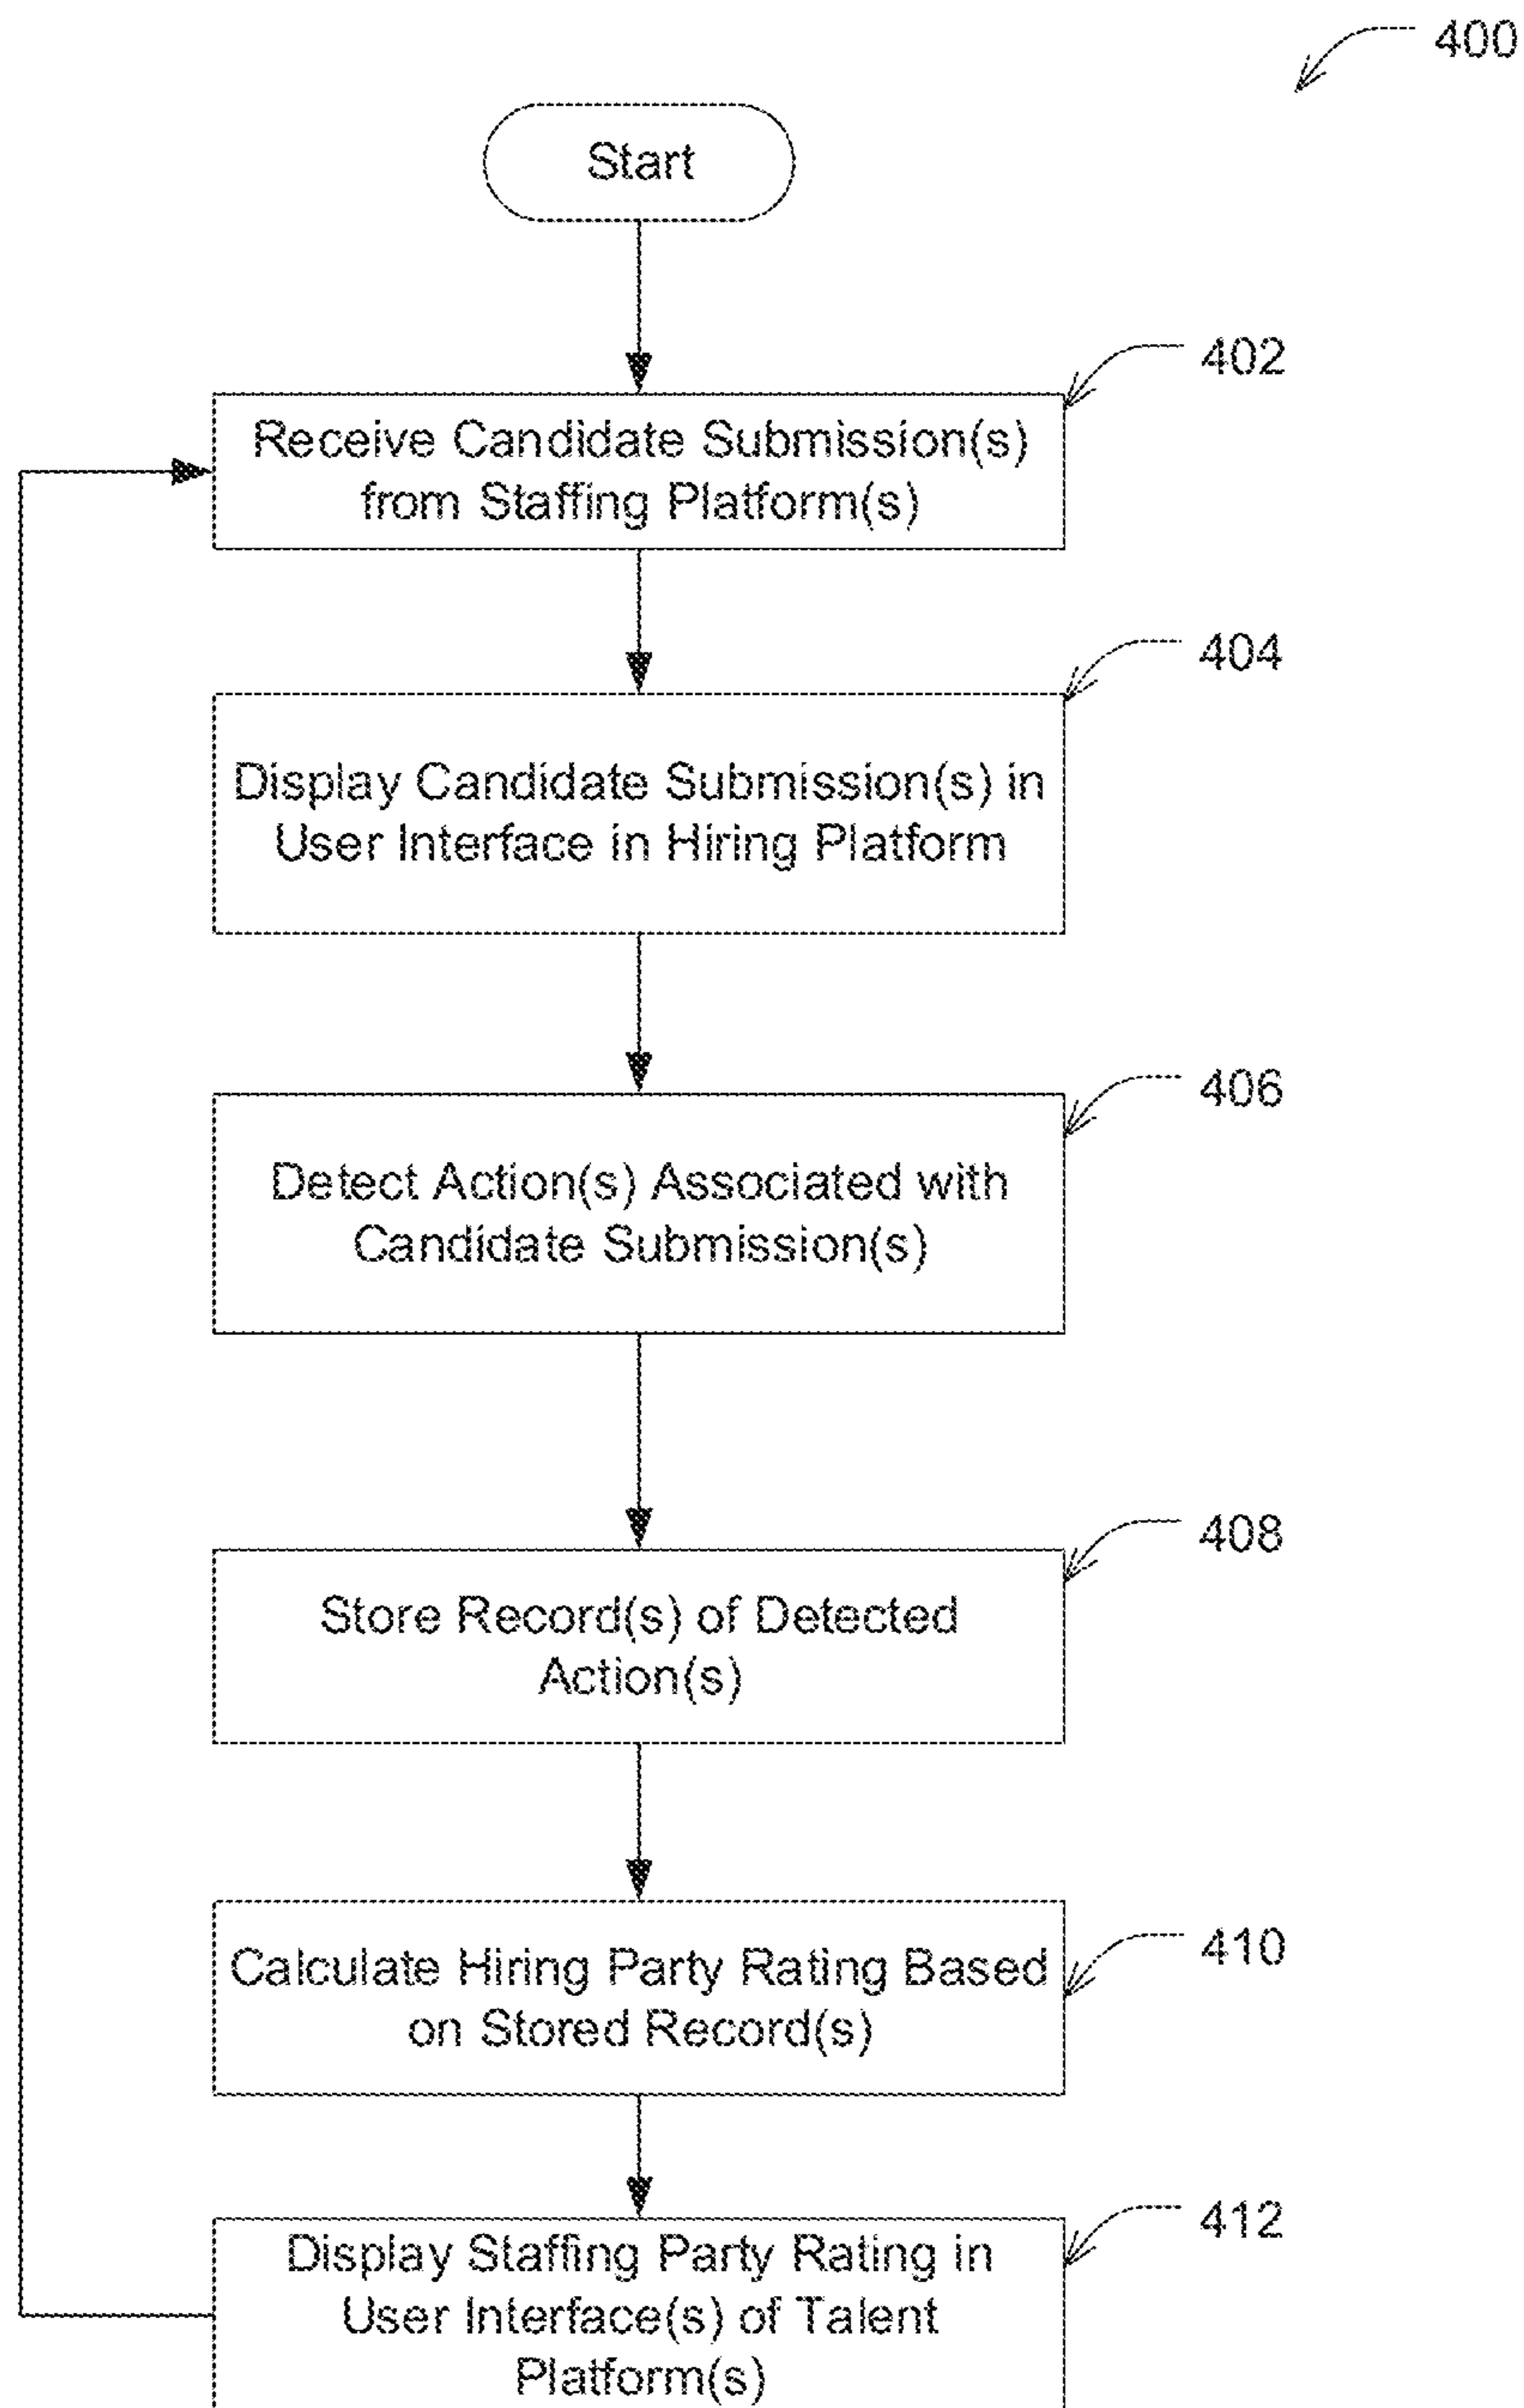 400
Start
402
Receive Candidate Submission(s)
from Staffing Platform(s)
404
Display Candidate Submission(s) in
User Interface in Hiring Platform
406
Detect Action(s) Associated with
Candidate Submission(s)
408
Store Record(s) of Detected
Action(s)
410
Calculate Hiring Party Rating Based
on Stored Record(s)
412
Display Staffing Party Rating in
User Interface(s) of Talent
Platform(s)